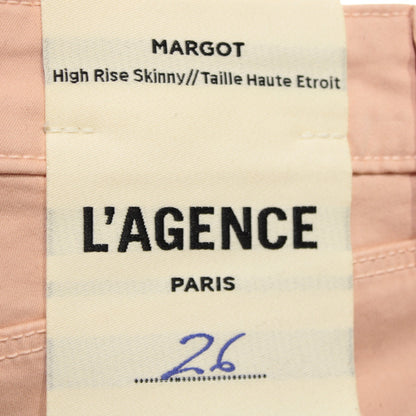 MARGOT
High Rise Skinny//Taille Haute Etroit
L'AGENCE
PARIS
26